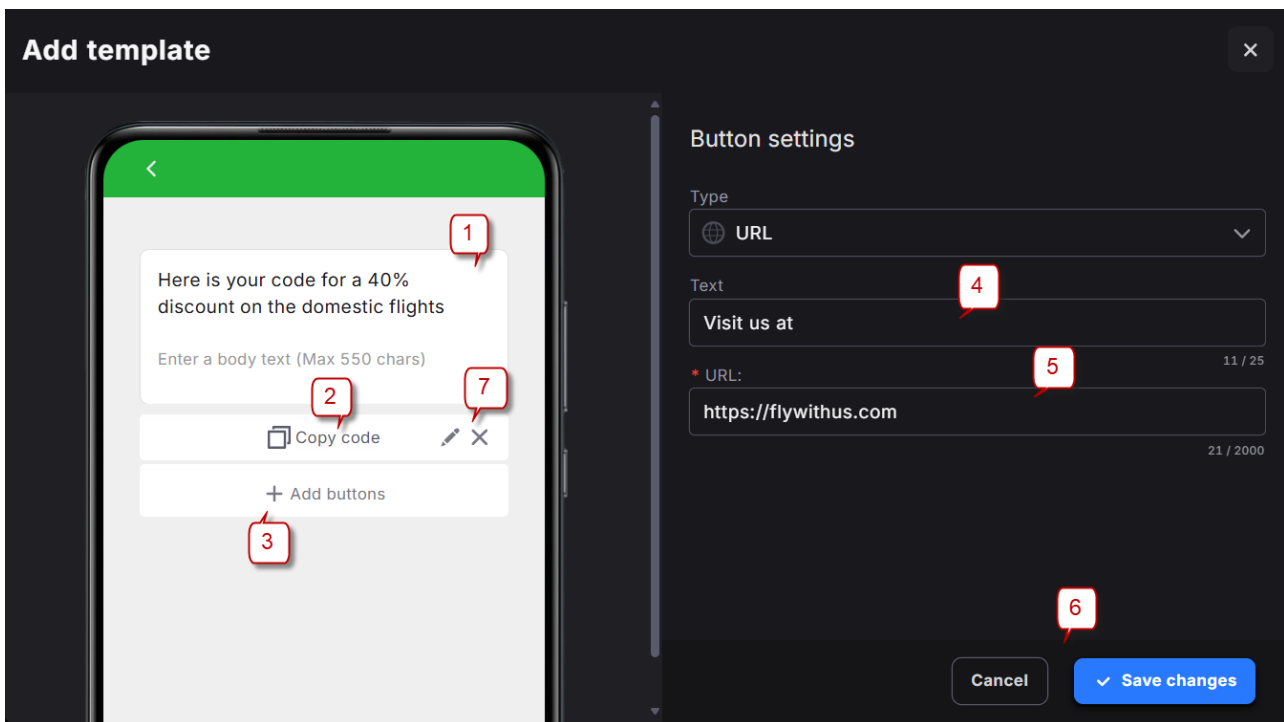 Add template
1
Here is your code for a 40%
discount on the domestic flights
Enter a body text (Max 550 chars)
2
7
Copy code
Add buttons
3
Button settings
Type
URL
4
Text
Visit us at
11 / 25
5
* URL:
https://flywithus.com
21 / 2000
6
Cancel
Save changes